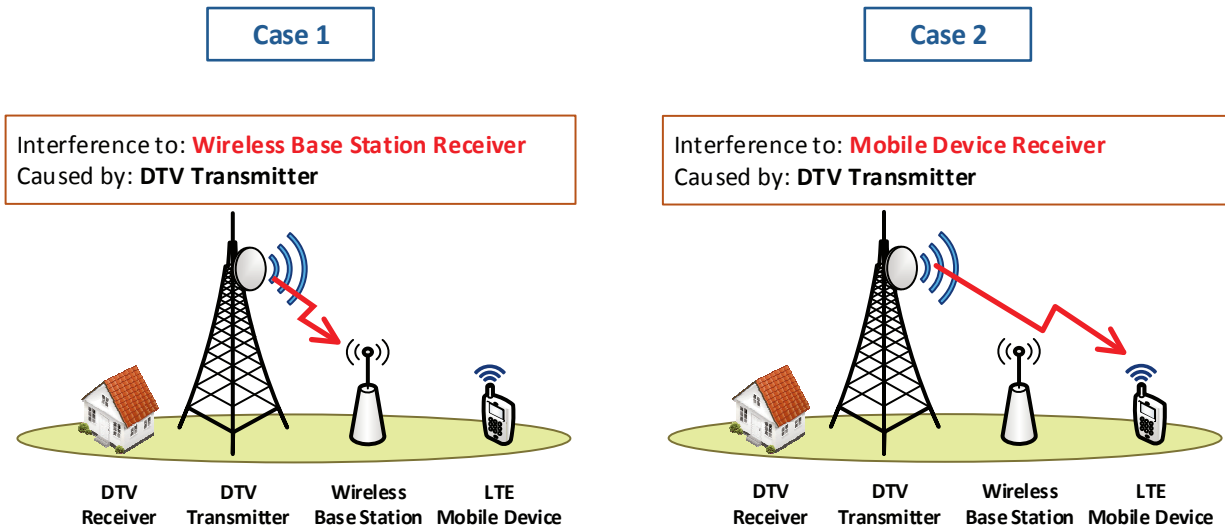 Case 1
Interference to: Wireless Base Station Receiver
Caused by: DTV Transmitter
DTV Receiver
DTV Transmitter
Wireless Base Station
LTE Mobile Device
Case 2
Interference to: Mobile Device Receiver
Caused by: DTV Transmitter
DTV Receiver
DTV Transmitter
Wireless Base Station
LTE Mobile Device